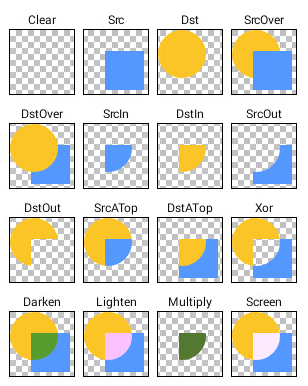 Clear Src Dst SrcOver
DstOver SrcIn DstIn SrcOut
DstOut SrcATop DstATop Xor
Darken Lighten Multiply Screen